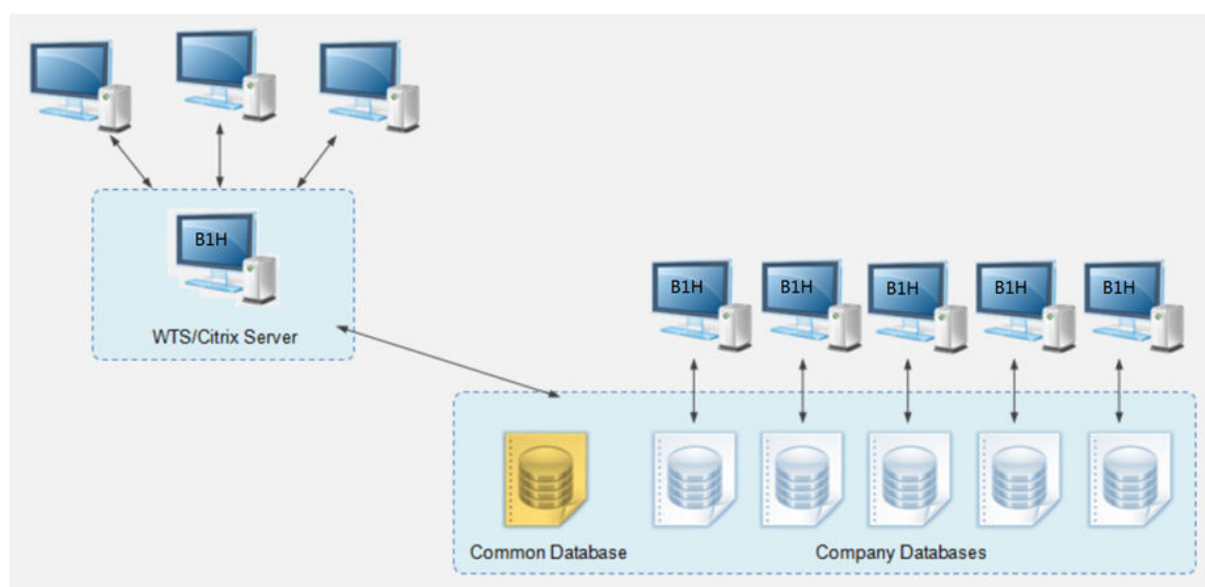 B1H
WTS/Citrix Server
B1H
B1H
B1H
B1H
B1H
Common Database
Company Databases